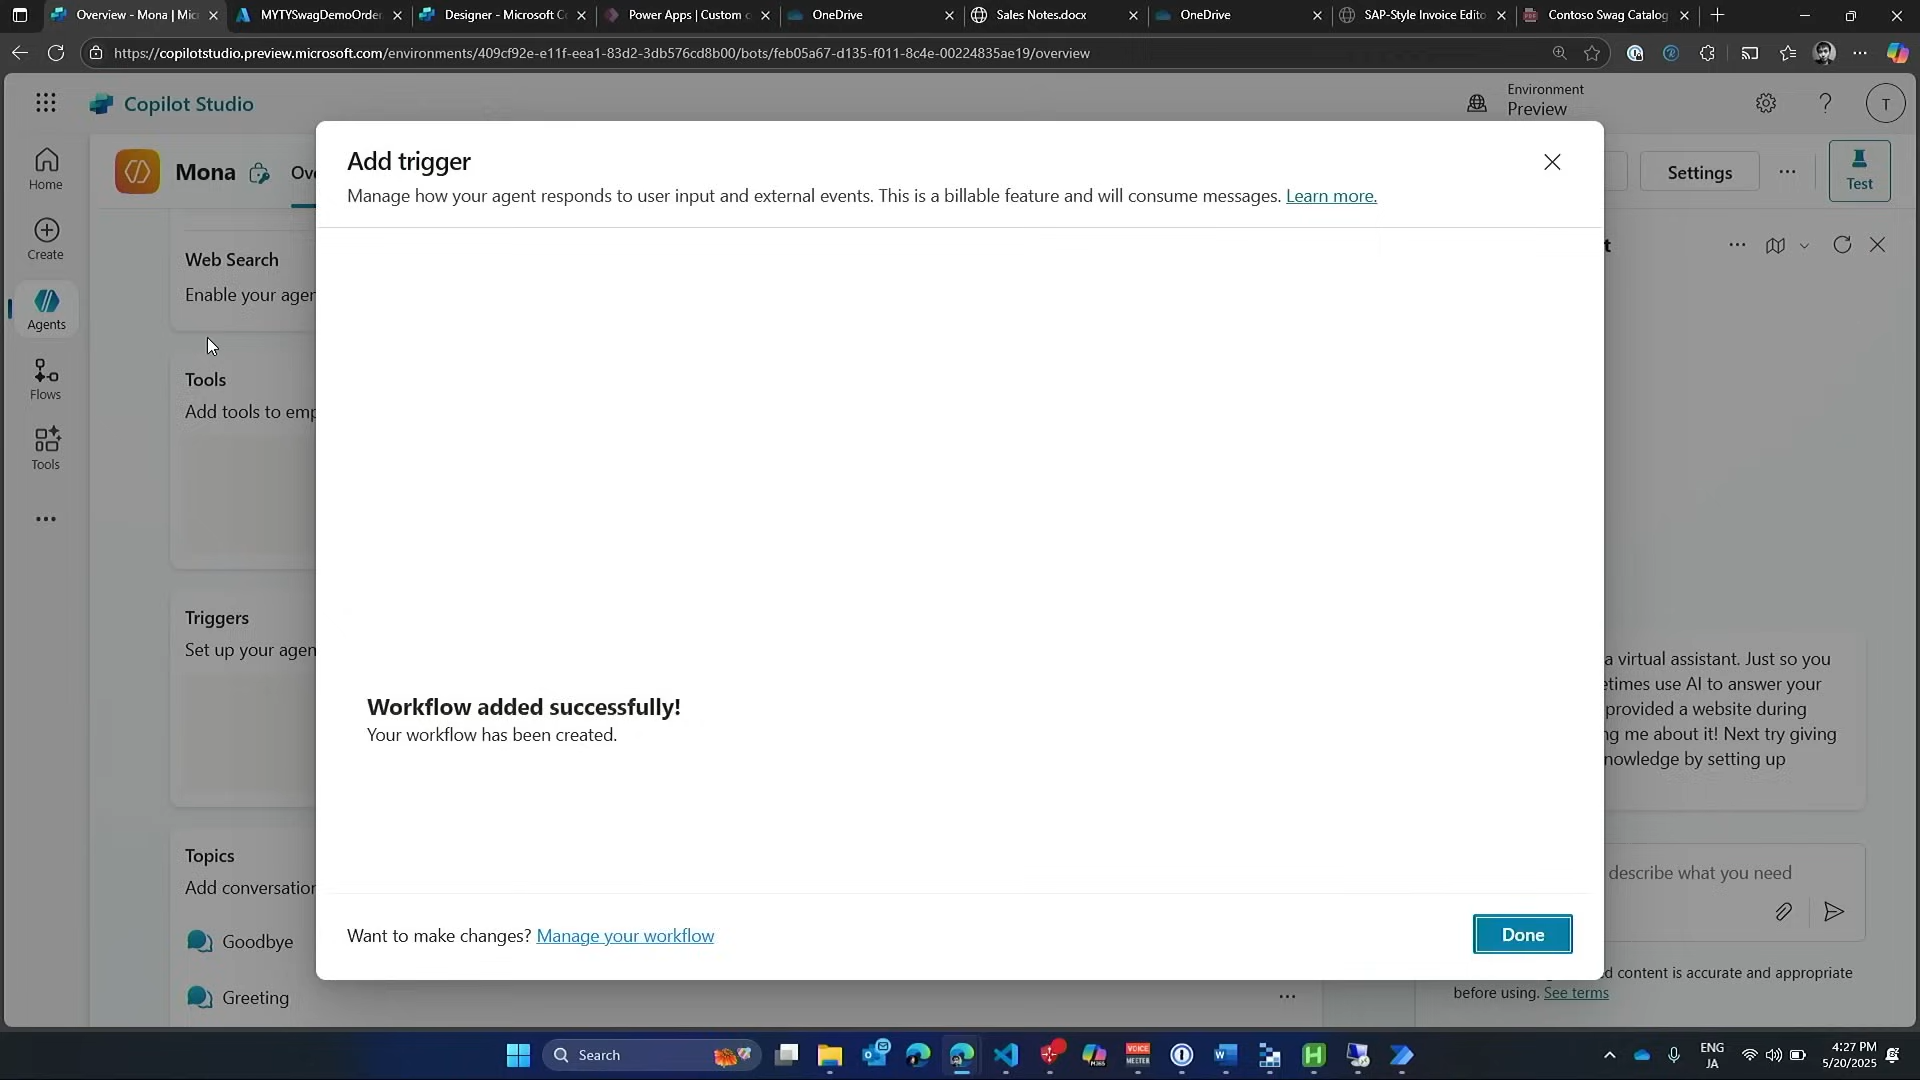 Overview - Mona | Mic
MYTYSwagDemoOrder
Designer - Microsoft Co
Power Apps | Custom c
OneDrive
Sales Notes.docx
OneDrive
SAP-Style Invoice Edito
Contoso Swag Catalog
https://copilotstudio.preview.microsoft.com/environments/409cf92e-e11f-eea1-83d2-3db576cd8b00/bots/feb05a67-d135-f011-8c4e-00224835ae19/overview
Copilot Studio
Environment
Preview
?
T
Home
Create
Agents
Flows
Tools
Mona
Ove
Settings
Test
Add trigger
Manage how your agent responds to user input and external events. This is a billable feature and will consume messages. Learn more.
Web Search
Enable your agen
Tools
Add tools to emp
Triggers
Set up your agen
Topics
Add conversation
Goodbye
Greeting
Workflow added successfully!
Your workflow has been created.
Want to make changes? Manage your workflow
Done
t
a virtual assistant. Just so you
etimes use AI to answer your
provided a website during
ng me about it! Next try giving
nowledge by setting up
describe what you need
d content is accurate and appropriate
before using. See terms
Search
VOICE
MEETER
M365
ENG
JA
4:27 PM
5/20/2025